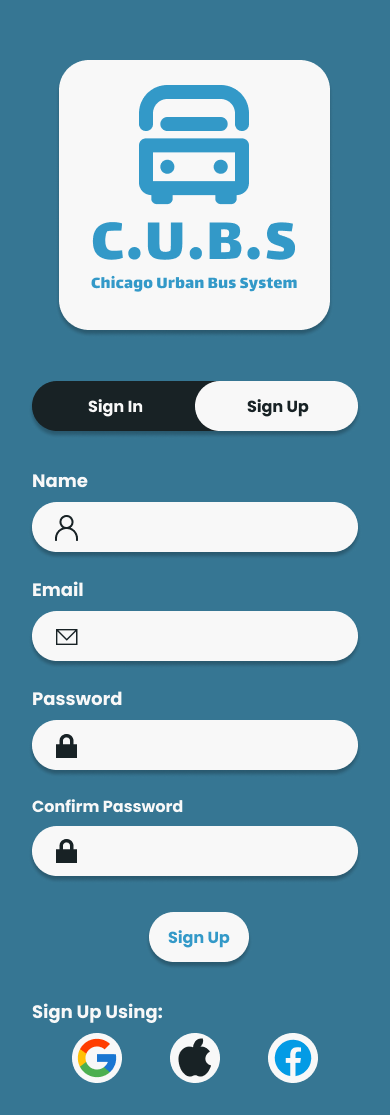 C.U.B.S
Chicago Urban Bus System
Sign In
Sign Up
Name
Email
Password
Confirm Password
Sign Up
Sign Up Using: